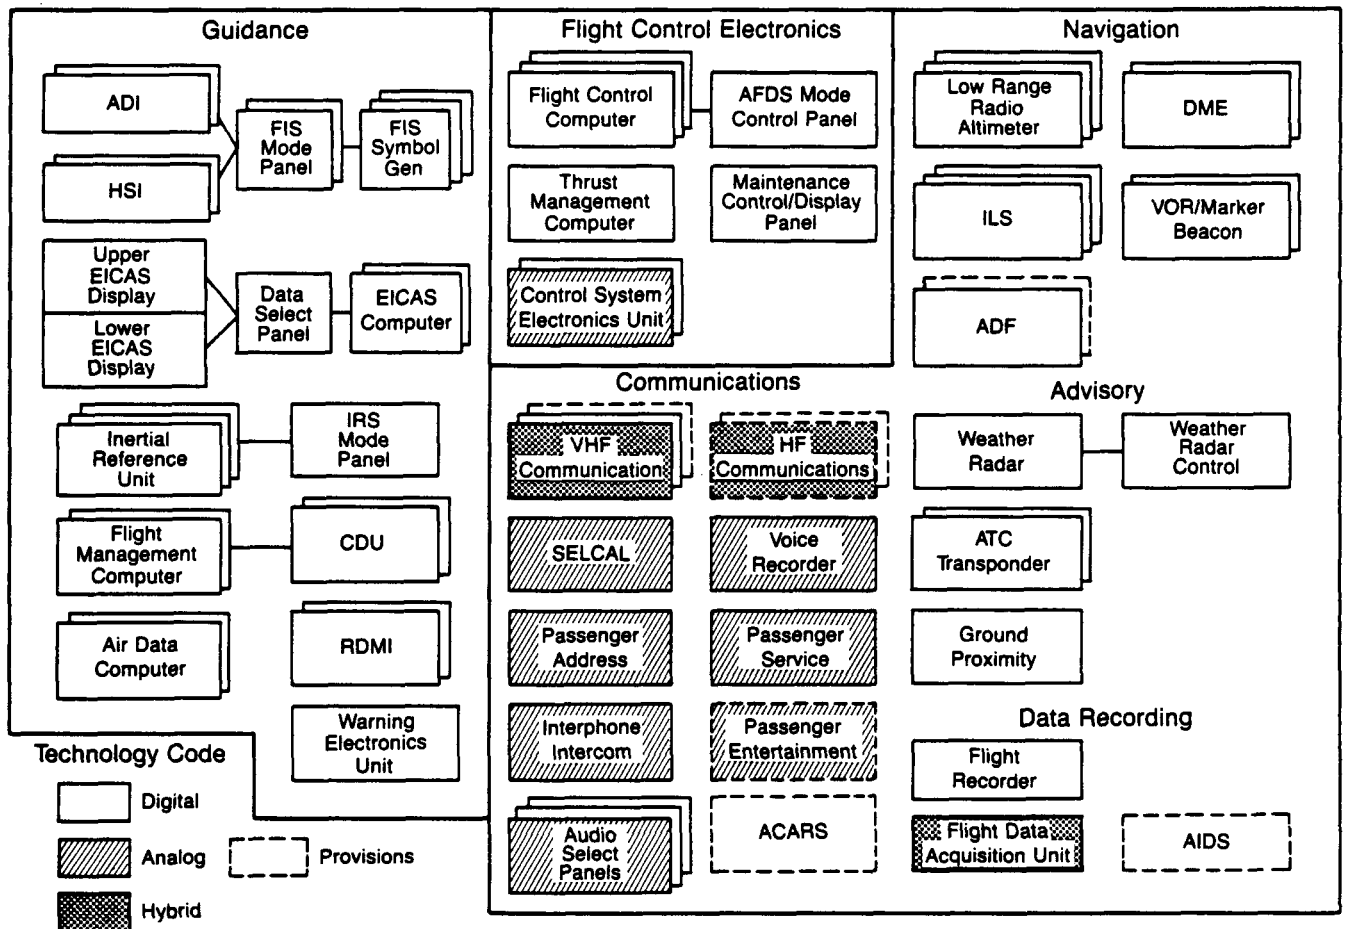 Guidance
ADI
HSI
FIS
Mode
Panel
FIS
Symbol
Gen
Upper
EICAS
Display
Lower
EICAS
Display
Data
Select
Panel
EICAS
Computer
Inertial
Reference
Unit
IRS
Mode
Panel
Flight
Management
Computer
CDU
Air Data
Computer
RDMI
Warning
Electronics
Unit
Technology Code
Digital
Analog
Provisions
Hybrid
Flight Control Electronics
Flight Control
Computer
AFDS Mode
Control Panel
Thrust
Management
Computer
Maintenance
Control/Display
Panel
Control System
Electronics Unit
Communications
VHF
Communication
HF
Communications
SELCAL
Voice
Recorder
Passenger
Address
Passenger
Service
Interphone
Intercom
Passenger
Entertainment
Audio
Select
Panels
ACARS
Navigation
Low Range
Radio
Altimeter
DME
ILS
VOR/Marker
Beacon
ADF
Advisory
Weather
Radar
Weather
Radar
Control
ATC
Transponder
Ground
Proximity
Data Recording
Flight
Recorder
Flight Data
Acquisition Unit
AIDS